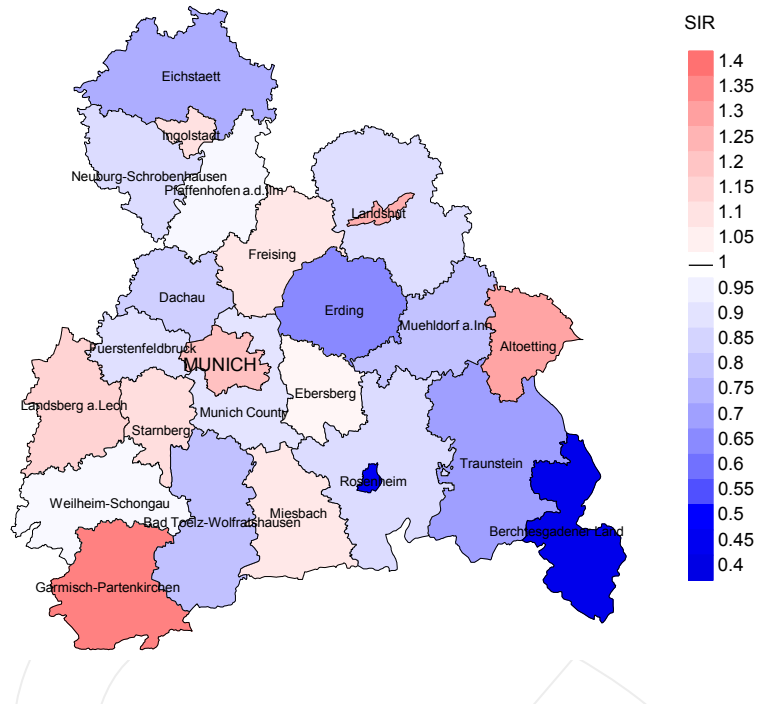 SIR
Eichstaett
1.4
1.35
1.3
Ingolstadt
1.25
1.2
Neuburg-Schrobenhausen
Pfaffenhofen a.d.Ilm
1.15
Landshut
1.1
1.05
Freising
1
Dachau
0.95
Erding
0.9
Muehldorf a.Inn
0.85
Altoetting
Fuerstenfeldbruck
MUNICH
0.8
0.75
Ebersberg
Landsberg a.Lech
Munich County
0.7
Starnberg
0.65
Traunstein
0.6
Rosenheim
0.55
Weilheim-Schongau
Miesbach
0.5
Bad Toelz-Wolfratshausen
Berchtesgadener Land
0.45
0.4
Garmisch-Partenkirchen